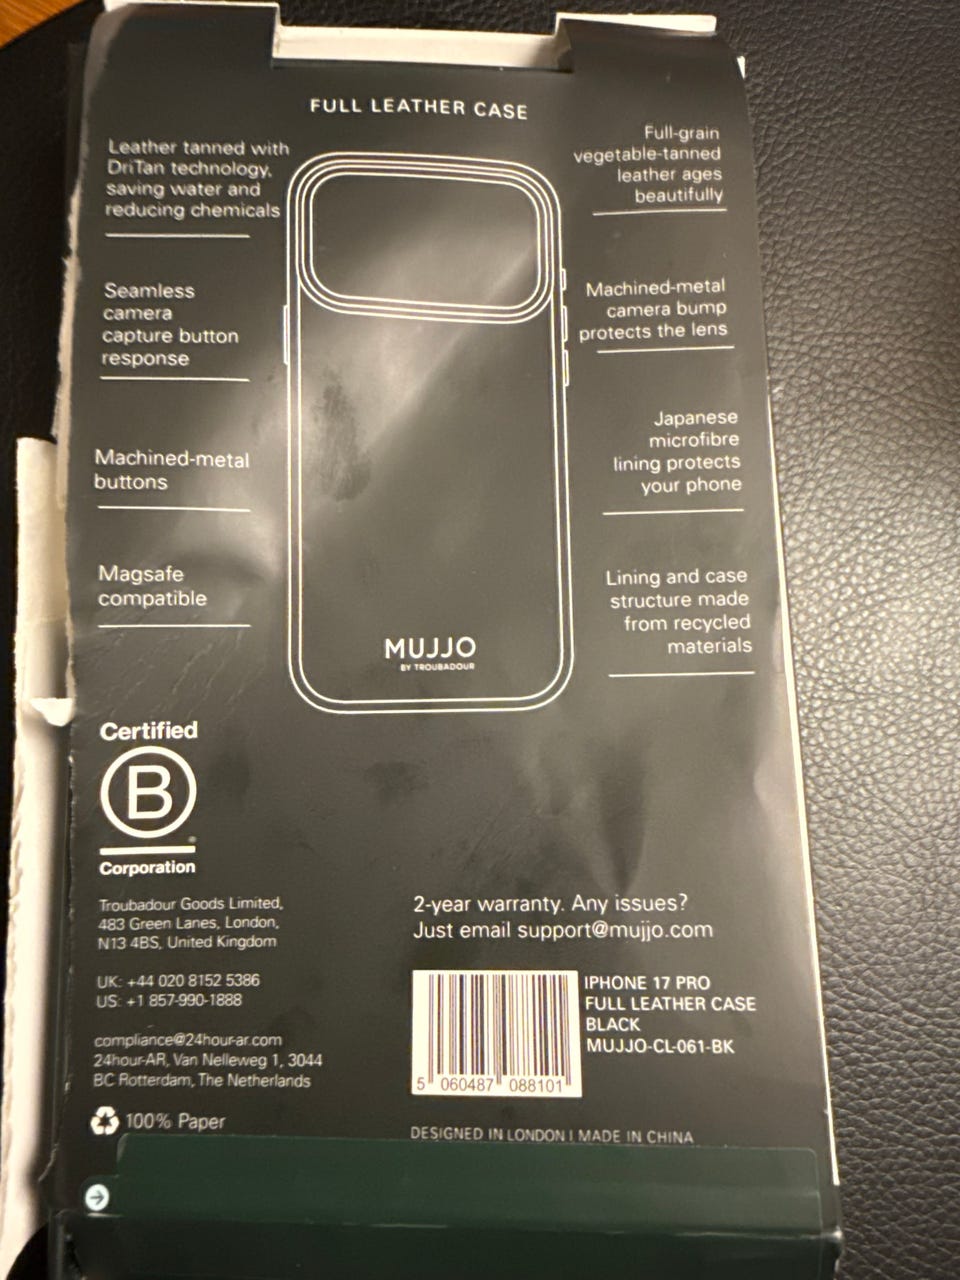 FULL LEATHER CASE
Leather tanned with
DriTan technology,
saving water and
reducing chemicals
Seamless
camera
capture button
response
Machined-metal
buttons
Magsafe
compatible
Full-grain
vegetable-tanned
leather ages
beautifully
Machined-metal
camera bump
protects the lens
Japanese
microfibre
lining protects
your phone
Lining and case
structure made
from recycled
materials
MUJJO
BY TROUBADOUR
Certified
B
®
Corporation
Troubadour Goods Limited,
483 Green Lanes, London,
N13 4BS, United Kingdom
UK: +44 020 8152 5386
US: +1 857-990-1888
compliance@24hour-ar.com
24hour-AR, Van Nelleweg 1, 3044
BC Rotterdam, The Netherlands
100% Paper
2-year warranty. Any issues?
Just email support@mujjo.com
5 060487 088101
IPHONE 17 PRO
FULL LEATHER CASE
BLACK
MUJJO-CL-061-BK
DESIGNED IN LONDON | MADE IN CHINA